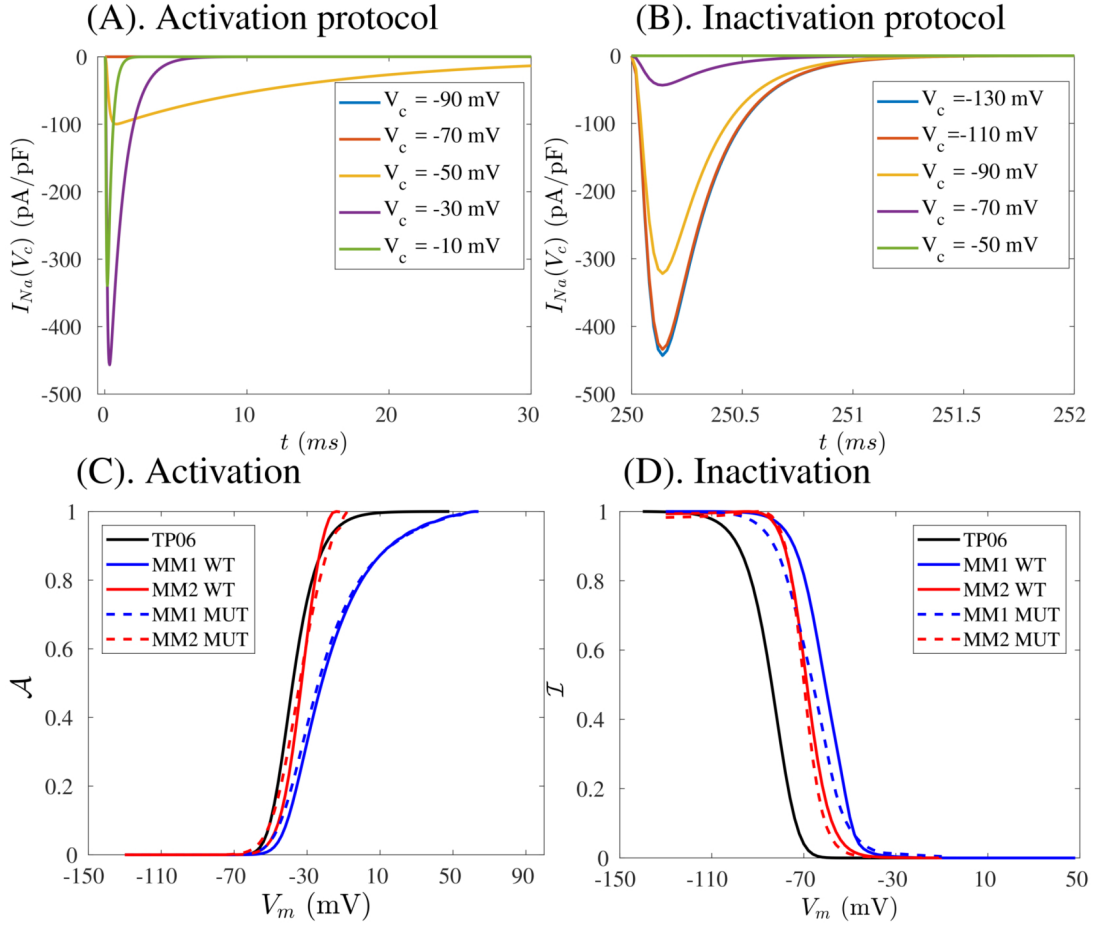 (A). Activation protocol
0
-100
-200
-300
-400
-500
I_Na(V_c) (pA/pF)
V_c = -90 mV
V_c = -70 mV
V_c = -50 mV
V_c = -30 mV
V_c = -10 mV
0 10 20 30
t (ms)
(B). Inactivation protocol
0
-100
-200
-300
-400
-500
I_Na(V_c) (pA/pF)
V_c =-130 mV
V_c=-110 mV
V_c = -90 mV
V_c = -70 mV
V_c = -50 mV
250 250.5 251 251.5 252
t (ms)
(C). Activation
1
0.8
0.6
0.4
0.2
0
𝒜
TP06
MM1 WT
MM2 WT
MM1 MUT
MM2 MUT
-150 -110 -70 -30 10 50 90
V_m (mV)
(D). Inactivation
1
0.8
0.6
0.4
0.2
0
ℐ
TP06
MM1 WT
MM2 WT
MM1 MUT
MM2 MUT
-150 -110 -70 -30 10 50
V_m (mV)